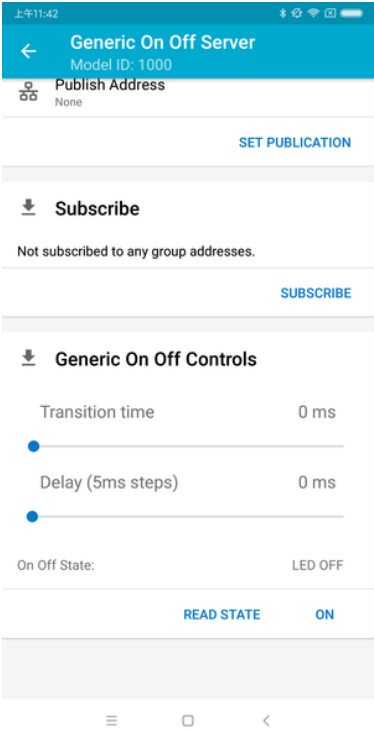 上午11:42
Generic On Off Server
Model ID: 1000
Publish Address
None
SET PUBLICATION
Subscribe
Not subscribed to any group addresses.
SUBSCRIBE
Generic On Off Controls
Transition time 0 ms
Delay (5ms steps) 0 ms
On Off State: LED OFF
READ STATE ON